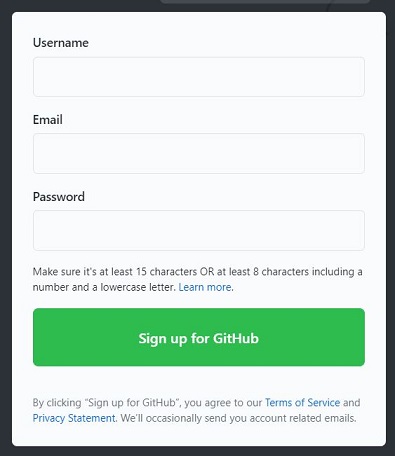 Username
Email
Password
Make sure it's at least 15 characters OR at least 8 characters including a
number and a lowercase letter. Learn more.
Sign up for GitHub
By clicking “Sign up for GitHub”, you agree to our Terms of Service and
Privacy Statement. We'll occasionally send you account related emails.